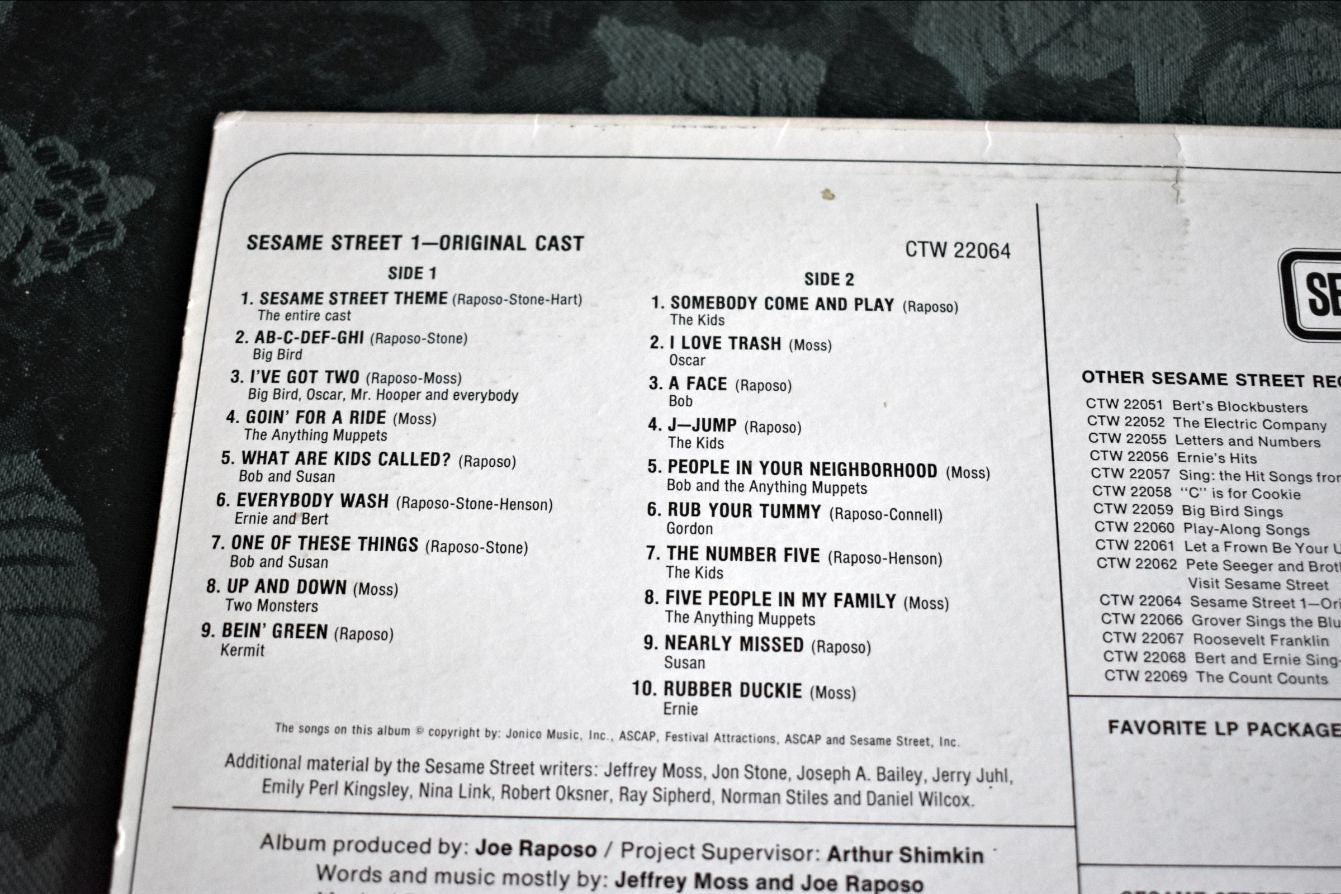 SESAME STREET 1—ORIGINAL CAST
CTW 22064
SIDE 1
1. SESAME STREET THEME (Raposo-Stone-Hart)
The entire cast
2. AB-C-DEF-GHI (Raposo-Stone)
Big Bird
3. I'VE GOT TWO (Raposo-Moss)
Big Bird, Oscar, Mr. Hooper and everybody
4. GOIN' FOR A RIDE (Moss)
The Anything Muppets
5. WHAT ARE KIDS CALLED? (Raposo)
Bob and Susan
6. EVERYBODY WASH (Raposo-Stone-Henson)
Ernie and Bert
7. ONE OF THESE THINGS (Raposo-Stone)
Bob and Susan
8. UP AND DOWN (Moss)
Two Monsters
9. BEIN' GREEN (Raposo)
Kermit
SIDE 2
1. SOMEBODY COME AND PLAY (Raposo)
The Kids
2. I LOVE TRASH (Moss)
Oscar
3. A FACE (Raposo)
Bob
4. J—JUMP (Raposo)
The Kids
5. PEOPLE IN YOUR NEIGHBORHOOD (Moss)
Bob and the Anything Muppets
6. RUB YOUR TUMMY (Raposo-Connell)
Gordon
7. THE NUMBER FIVE (Raposo-Henson)
The Kids
8. FIVE PEOPLE IN MY FAMILY (Moss)
The Anything Muppets
9. NEARLY MISSED (Raposo)
Susan
10. RUBBER DUCKIE (Moss)
Ernie
The songs on this album © copyright by: Jonico Music, Inc., ASCAP, Festival Attractions, ASCAP and Sesame Street, Inc.
Additional material by the Sesame Street writers: Jeffrey Moss, Jon Stone, Joseph A. Bailey, Jerry Juhl,
Emily Perl Kingsley, Nina Link, Robert Oksner, Ray Sipherd, Norman Stiles and Daniel Wilcox.
Album produced by: Joe Raposo / Project Supervisor: Arthur Shimkin
Words and music mostly by: Jeffrey Moss and Joe Raposo
SE
OTHER SESAME STREET REC
CTW 22051 Bert's Blockbusters
CTW 22052 The Electric Company
CTW 22055 Letters and Numbers
CTW 22056 Ernie's Hits
CTW 22057 Sing: the Hit Songs from
CTW 22058 "C" is for Cookie
CTW 22059 Big Bird Sings
CTW 22060 Play-Along Songs
CTW 22061 Let a Frown Be Your U
CTW 22062 Pete Seeger and Broth
Visit Sesame Street
CTW 22064 Sesame Street 1—Ori
CTW 22066 Grover Sings the Blu
CTW 22067 Roosevelt Franklin
CTW 22068 Bert and Ernie Sing-
CTW 22069 The Count Counts
FAVORITE LP PACKAGE